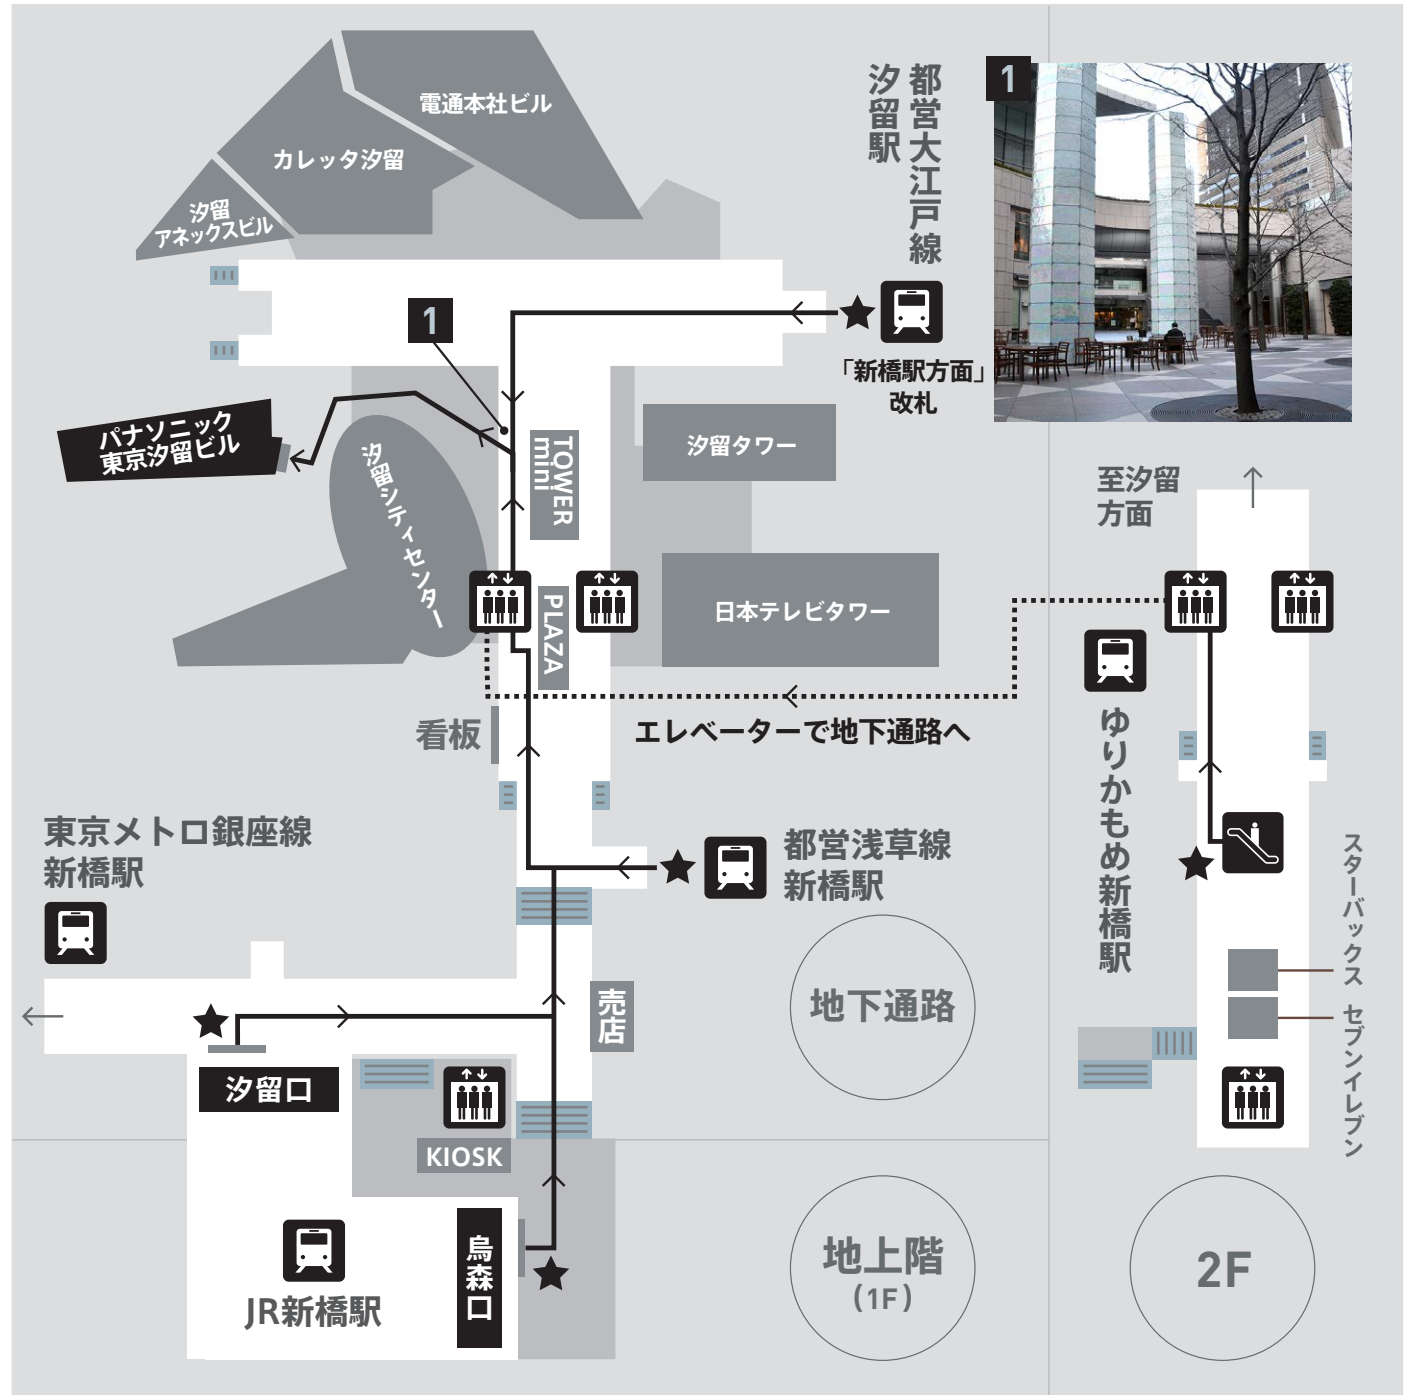 電通本社ビル
カレッタ汐留
汐留
アネックスビル
都営大江戸線
汐留駅
1
1
「新橋駅方面」
改札
パナソニック
東京汐留ビル
汐留シティセンター
TOWER
mini
汐留タワー
至汐留
方面
PLAZA
日本テレビタワー
看板
エレベーターで地下通路へ
ゆりかもめ新橋駅
東京メトロ銀座線
新橋駅
都営浅草線
新橋駅
スターバックス
セブンイレブン
売店
地下通路
汐留口
KIOSK
烏森口
JR新橋駅
地上階
(1F)
2F